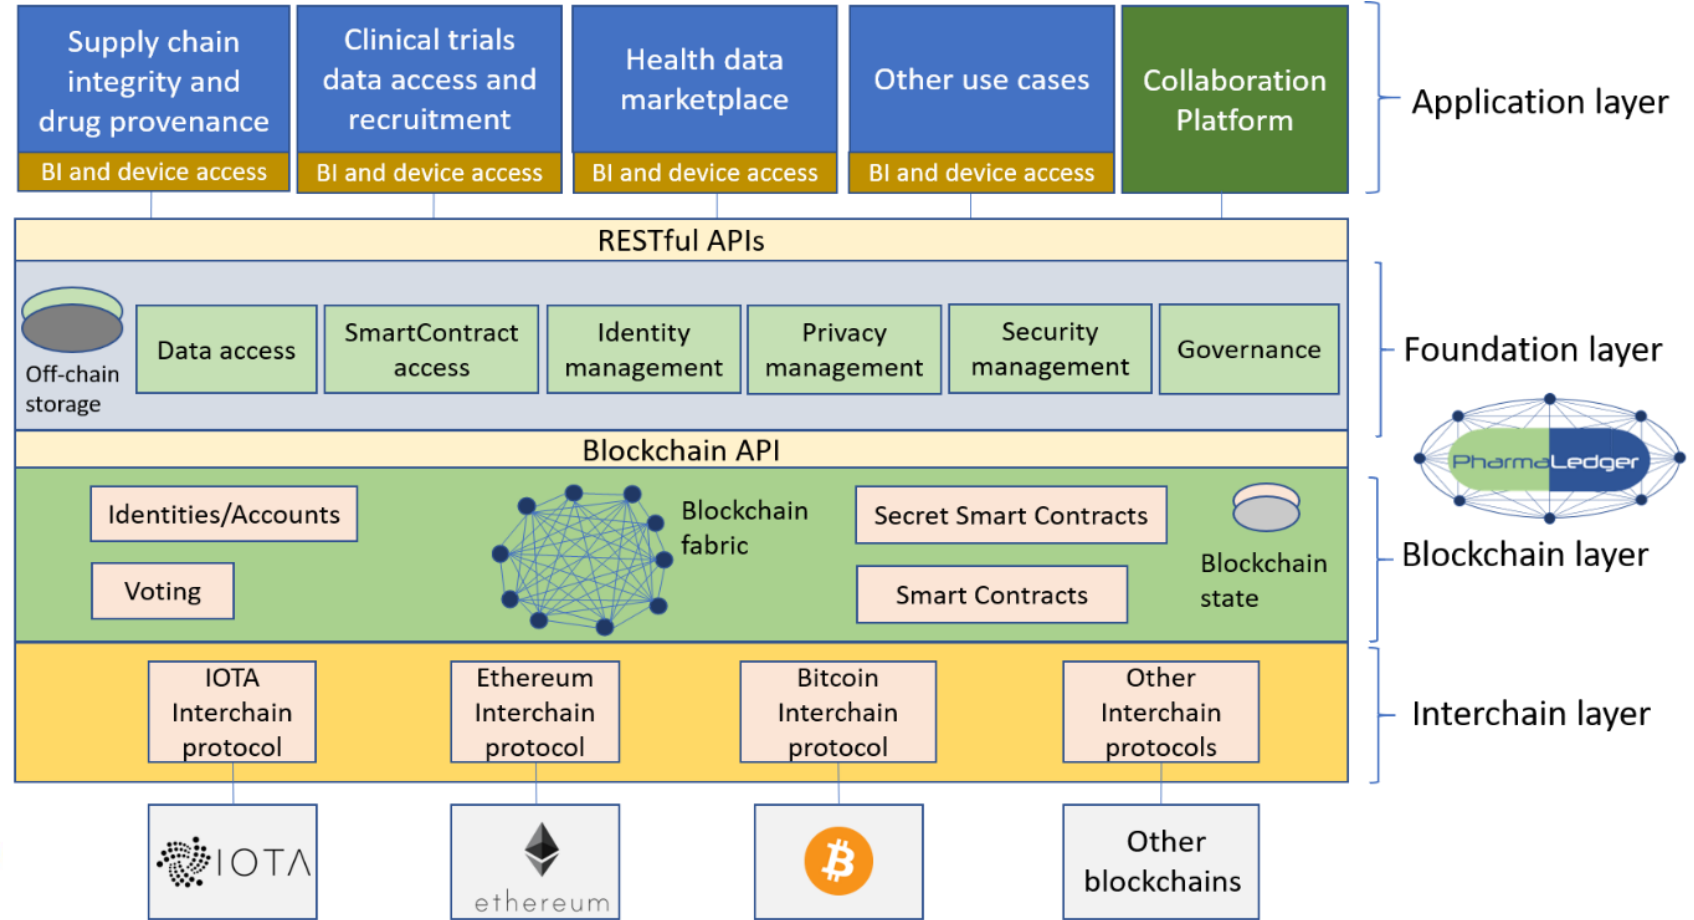 Supply chain
integrity and
drug provenance
BI and device access
Clinical trials
data access and
recruitment
BI and device access
Health data
marketplace
BI and device access
Other use cases
BI and device access
Collaboration
Platform
Application layer
RESTful APIs
Off-chain
storage
Data access
SmartContract
access
Identity
management
Privacy
management
Security
management
Governance
Foundation layer
PharmaLedger
Blockchain API
Identities/Accounts
Voting
Blockchain
fabric
Secret Smart Contracts
Smart Contracts
Blockchain
state
Blockchain layer
IOTA
Interchain
protocol
Ethereum
Interchain
protocol
Bitcoin
Interchain
protocol
Other
Interchain
protocols
Interchain layer
IOTA
ethereum
Other
blockchains